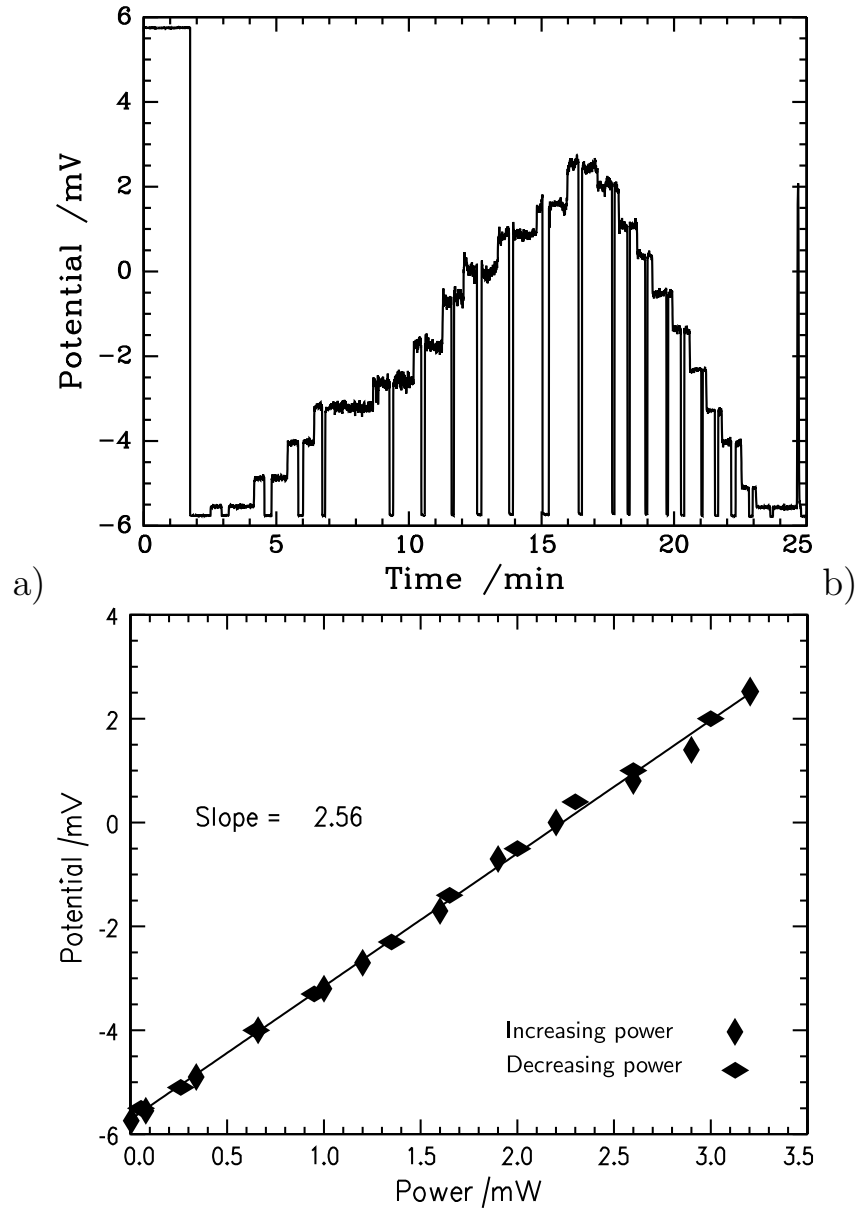 6
4
2
0
−2
−4
−6
Potential /mV
0 5 10 15 20 25
Time /min
a) b)
4
2
0
-2
-4
-6
Potential /mV
Slope = 2.56
Increasing power
Decreasing power
0.0 0.5 1.0 1.5 2.0 2.5 3.0 3.5
Power /mW